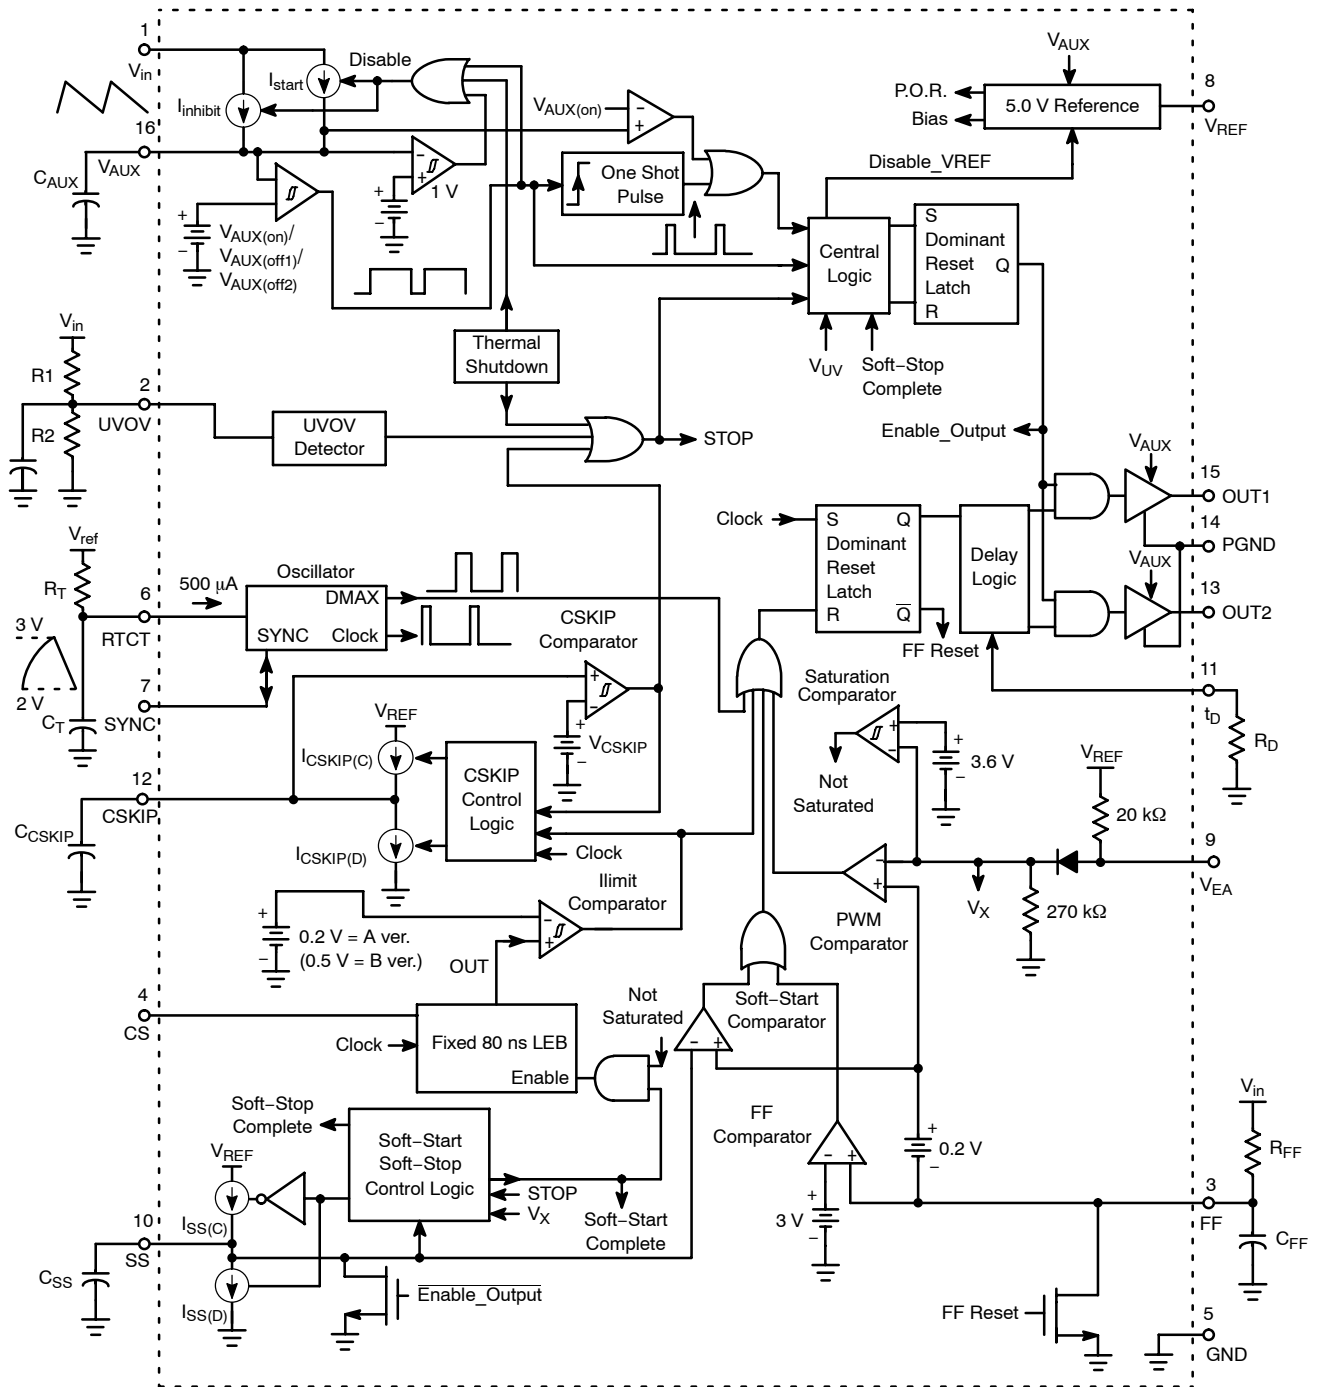 1
Vin
Istart
Disable
Iinhibit
16
VAUX
CAUX
+
−
VAUX(on)/
VAUX(off1)/
VAUX(off2)
−
+
1 V
+
−
VAUX(on)
−
+
One Shot
Pulse
VAUX
P.O.R.
Bias
5.0 V Reference
8
VREF
Disable_VREF
Central
Logic
VUV
Soft−Stop
Complete
S
Dominant
Reset
Latch
R
Q
Thermal
Shutdown
Vin
R1
R2
2
UVOV
UVOV
Detector
STOP
Enable_Output
VAUX
15
OUT1
14
PGND
VAUX
13
OUT2
Clock
S
Q
Dominant
Reset
Latch
R
Q
FF Reset
Delay
Logic
11
tD
RD
Vref
RT
500 µA
6
RTCT
3 V
2 V
CT
7
SYNC
Oscillator
DMAX
SYNC
Clock
CSKIP
Comparator
+
−
+
−
VCSKIP
VREF
ICSKIP(C)
ICSKIP(D)
CSKIP
Control
Logic
Clock
12
CSKIP
CCSKIP
Saturation
Comparator
+
−
+
−
3.6 V
Not
Saturated
VREF
20 kΩ
9
VEA
−
+
PWM
Comparator
VX
270 kΩ
Ilimit
Comparator
−
+
+
−
0.2 V = A ver.
(0.5 V = B ver.)
OUT
4
CS
Clock
Fixed 80 ns LEB
Enable
Not
Saturated
−
+
Soft−Start
Comparator
Soft−Stop
Complete
Soft−Start
Soft−Stop
Control Logic
STOP
VX
Soft−Start
Complete
VREF
ISS(C)
10
SS
CSS
ISS(D)
Enable_Output
FF
Comparator
−
+
+
−
3 V
+
−
0.2 V
Vin
RFF
3
FF
CFF
FF Reset
5
GND